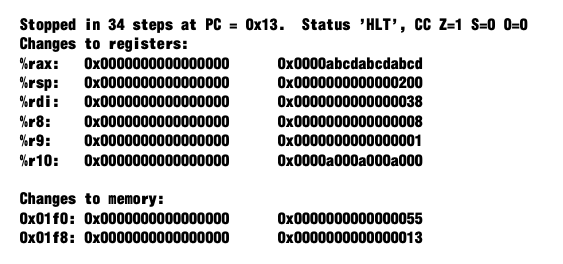 Stopped in 34 steps at PC = 0x13.  Status 'HLT', CC Z=1 S=0 O=0
Changes to registers:
%rax:   0x0000000000000000      0x0000abcdabcdabcd
%rsp:   0x0000000000000000      0x0000000000000200
%rdi:   0x0000000000000000      0x0000000000000038
%r8:    0x0000000000000000      0x0000000000000008
%r9:    0x0000000000000000      0x0000000000000001
%r10:   0x0000000000000000      0x0000a000a000a000

Changes to memory:
0x01f0: 0x0000000000000000      0x0000000000000055
0x01f8: 0x0000000000000000      0x0000000000000013